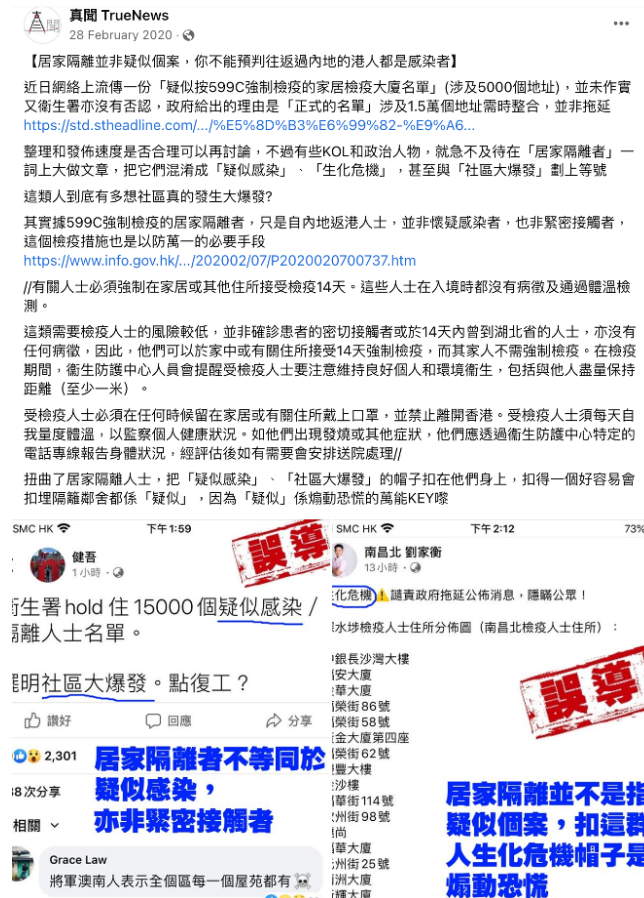 真聞 TrueNews
28 February 2020 ·
【居家隔離並非疑似個案，你不能預判往返過內地的港人都是感染者】
近日網絡上流傳一份「疑似按599C強制檢疫的家居檢疫大廈名單」(涉及5000個地址)，並未作實
又衞生署亦沒有否認，政府給出的理由是「正式的名單」涉及1.5萬個地址需時整合，並非拖延
https://std.stheadline.com/.../%E5%8D%B3%E6%99%82-%E9%A6...
整理和發佈速度是否合理可以再討論，不過有些KOL和政治人物，就急不及待在「居家隔離者」一
詞上大做文章，把它們混淆成「疑似感染」、「生化危機」，甚至與「社區大爆發」劃上等號
這類人到底有多想社區真的發生大爆發?
其實據599C強制檢疫的居家隔離者，只是自內地返港人士，並非懷疑感染者，也非緊密接觸者，
這個檢疫措施也是以防萬一的必要手段
https://www.info.gov.hk/.../202002/07/P2020020700737.htm
//有關人士必須強制在家居或其他住所接受檢疫14天。這些人士在入境時都沒有病徵及通過體溫檢
測。
這類需要檢疫人士的風險較低，並非確診患者的密切接觸者或於14天內曾到湖北省的人士，亦沒有
任何病徵，因此，他們可以於家中或有關住所接受14天強制檢疫，而其家人不需強制檢疫。在檢疫
期間，衞生防護中心人員會提醒受檢疫人士要注意維持良好個人和環境衞生，包括與他人盡量保持
距離（至少一米）。
受檢疫人士必須在任何時候留在家居或有關住所戴上口罩，並禁止離開香港。受檢疫人士須每天自
我量度體溫，以監察個人健康狀況。如他們出現發燒或其他症狀，他們應透過衞生防護中心特定的
電話專線報告身體狀況，經評估後如有需要會安排送院處理//
扭曲了居家隔離人士，把「疑似感染」、「社區大爆發」的帽子扣在他們身上，扣得一個好容易會
扣埋隔籬鄰舍都係「疑似」，因為「疑似」係煽動恐慌的萬能KEY嚟
SMC HK 下午1:59
健吾
1小時 ·
誤導
衛生署hold 住 15000個疑似感染 /
隔離人士名單。
擺明社區大爆發。點復工？
讚好 回應 分享
2,301
38次分享
相關
居家隔離者不等同於
疑似感染，
亦非緊密接觸者
Grace Law
將軍澳南人表示全個區每一個屋苑都有
SMC HK 下午2:12 73%
南昌北 劉家衡
13小時 ·
化危機 譴責政府拖延公佈消息，隱瞞公眾！
水埗檢疫人士住所分佈圖（南昌北檢疫人士住所）：
銀長沙灣大樓
安大廈
華大廈
榮街86號
榮街58號
金大廈第四座
榮街62號
豐大樓
沙樓
華街114號
州街98號
尚
華大廈
州街25號
洲大廈
輝大廈
誤導
居家隔離並不是指
疑似個案，扣這群
人生化危機帽子是
煽動恐慌